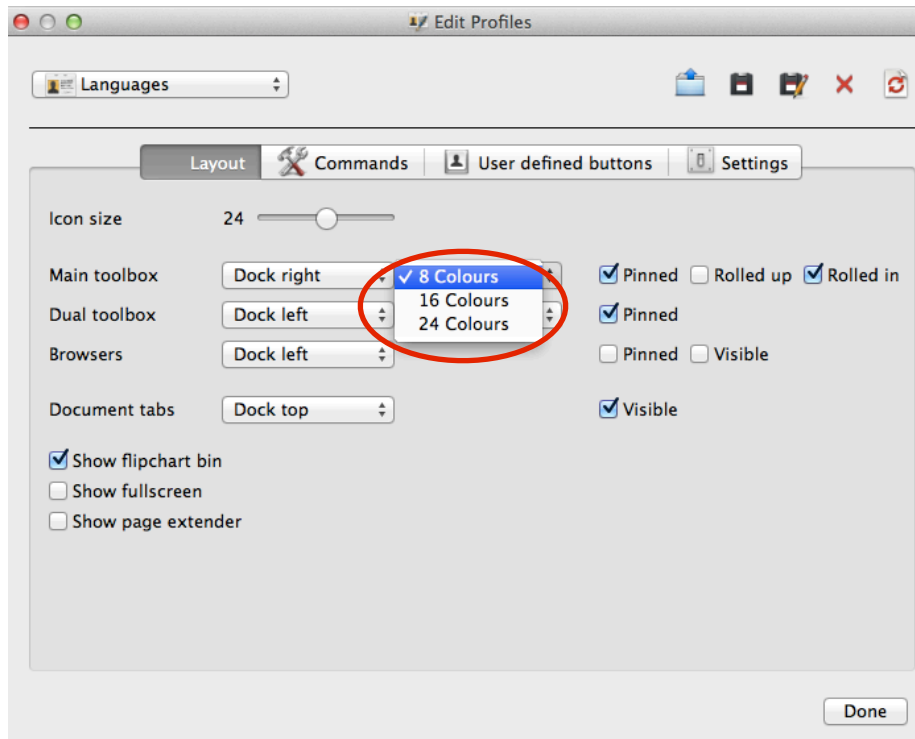 Edit Profiles
Languages
Layout Commands User defined buttons Settings
Icon size 24
Main toolbox Dock right ✓ 8 Colours Pinned Rolled up Rolled in
16 Colours
Dual toolbox Dock left Pinned
24 Colours
Browsers Dock left Pinned Visible
Document tabs Dock top Visible
Show flipchart bin
Show fullscreen
Show page extender
Done